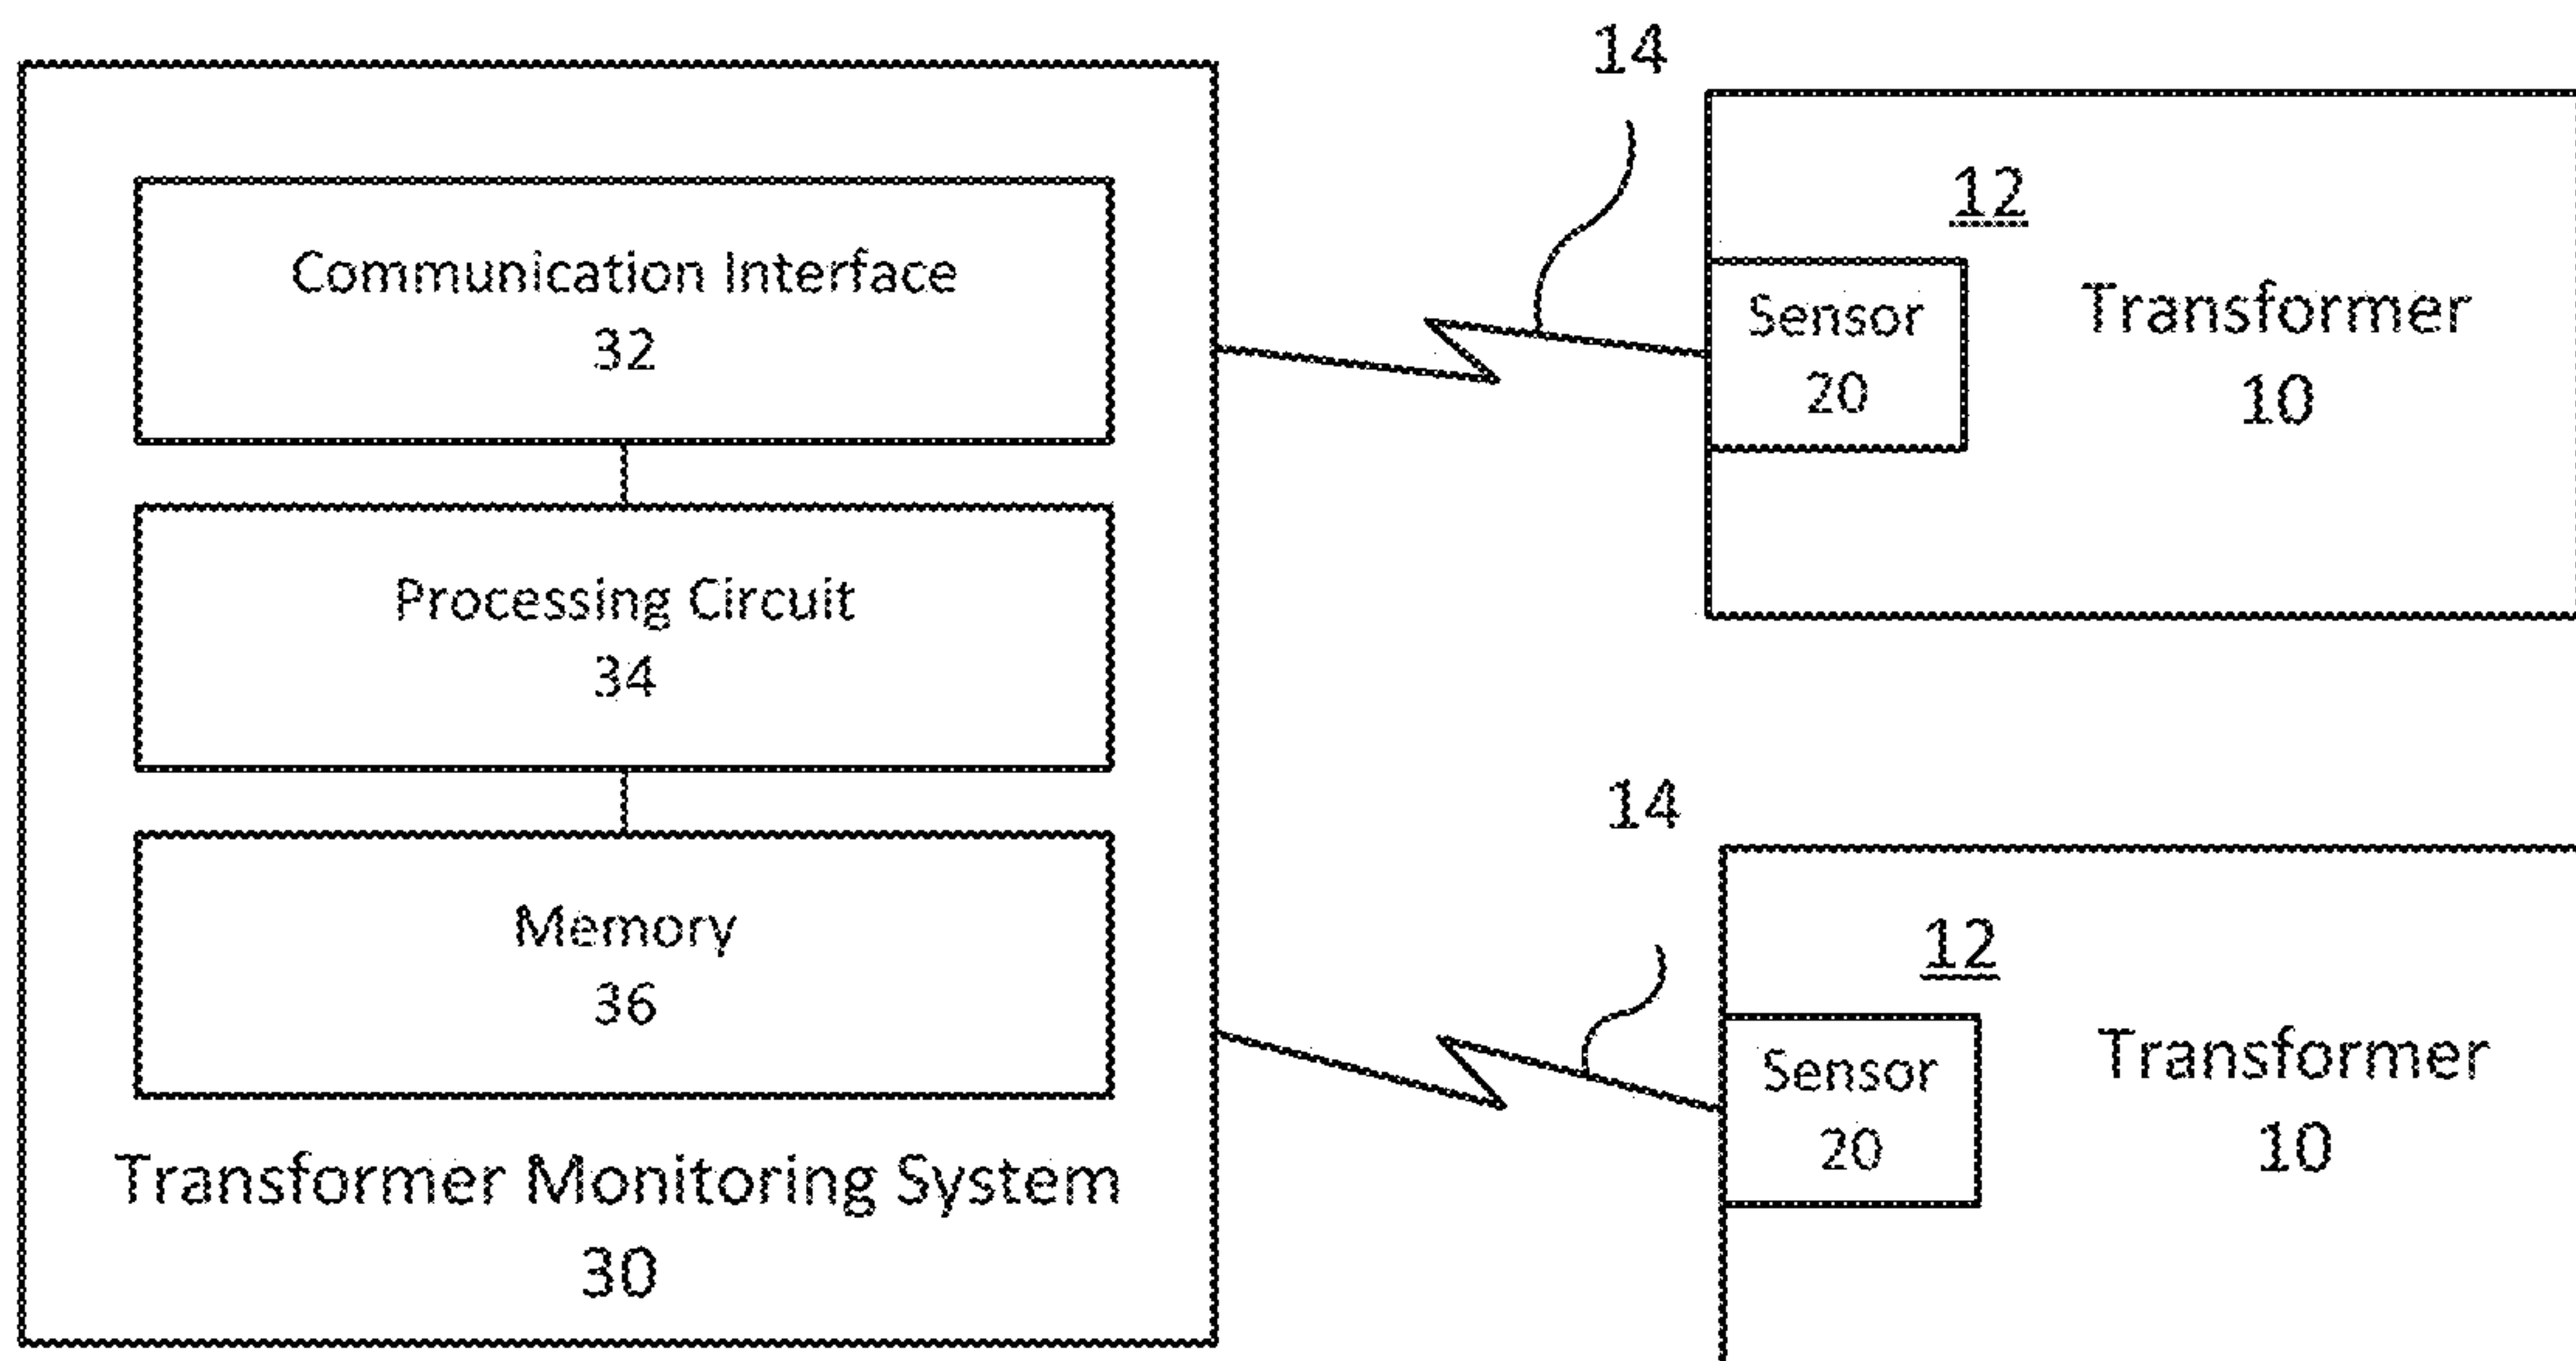 Communication Interface
32
Processing Circuit
34
Memory
36
Transformer Monitoring System
30
14
12
Sensor
20
Transformer
10
14
12
Sensor
20
Transformer
10